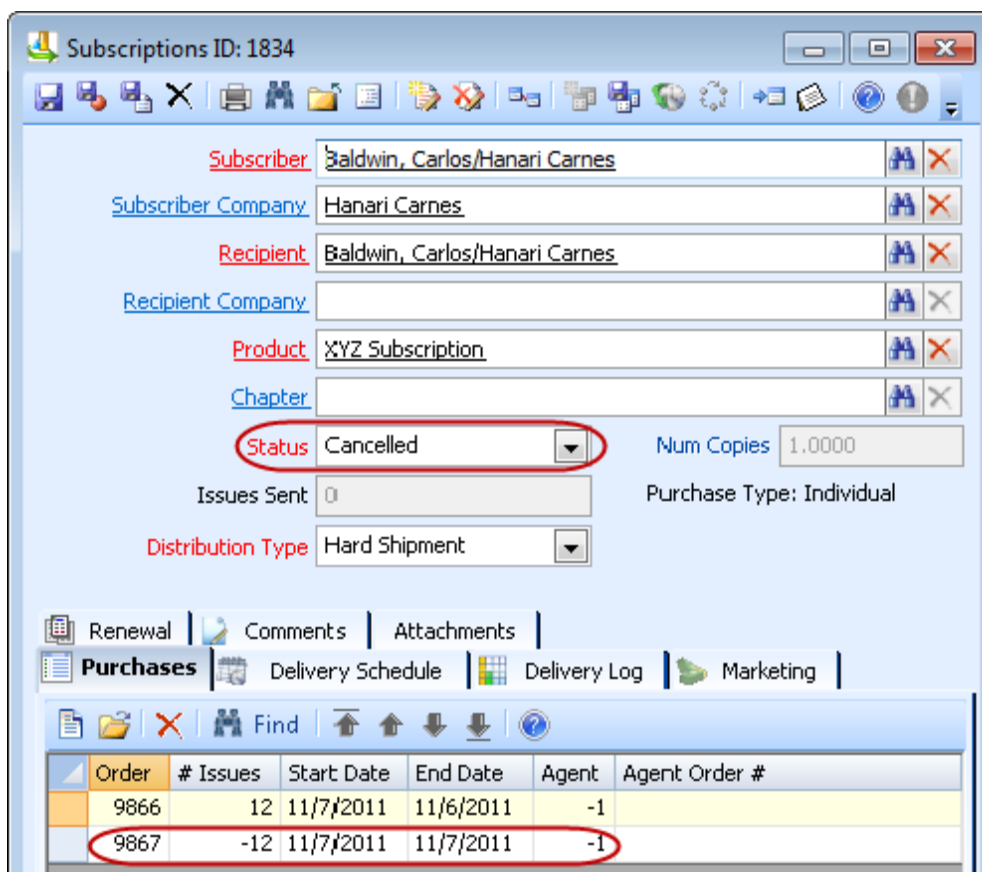 Subscriptions ID: 1834
Subscriber Baldwin, Carlos/Hanari Carnes
Subscriber Company Hanari Carnes
Recipient Baldwin, Carlos/Hanari Carnes
Recipient Company
Product XYZ Subscription
Chapter
Status Cancelled Num Copies 1.0000
Issues Sent 0 Purchase Type: Individual
Distribution Type Hard Shipment
Renewal Comments Attachments
Purchases Delivery Schedule Delivery Log Marketing
Find
Order # Issues Start Date End Date Agent Agent Order #
9866 12 11/7/2011 11/6/2011 -1
9867 -12 11/7/2011 11/7/2011 -1